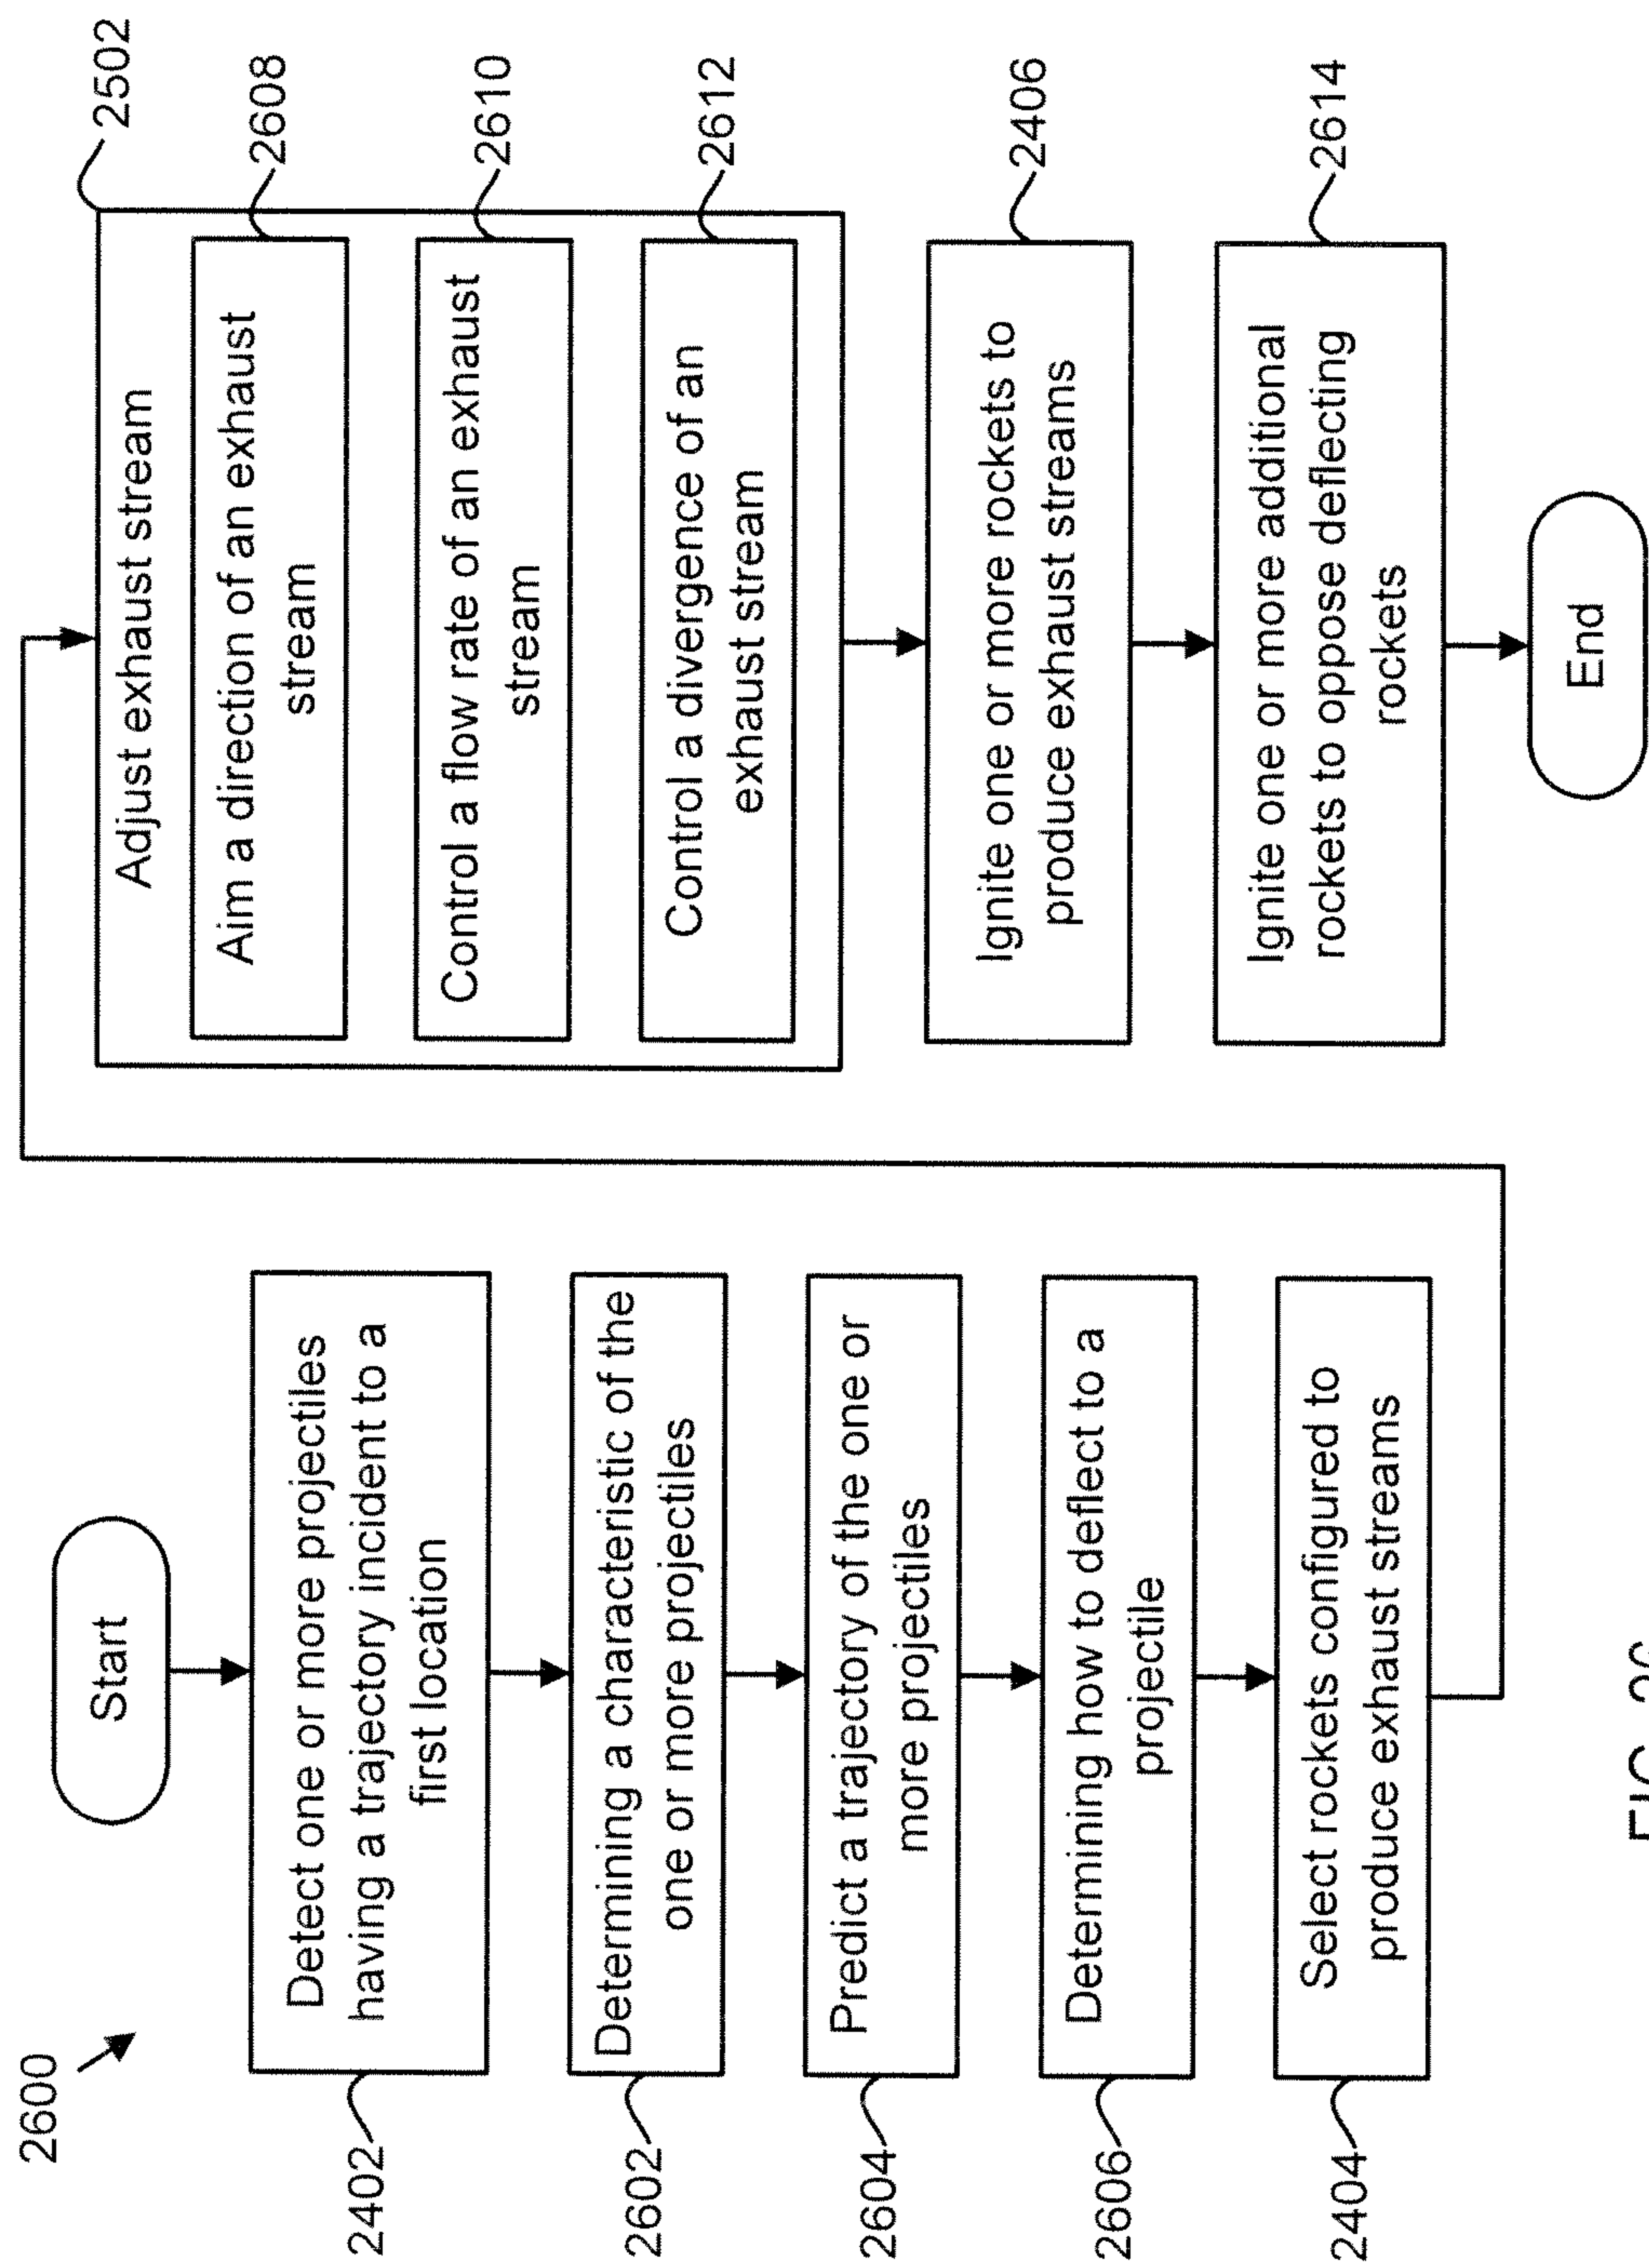 2600
Start
Detect one or more projectiles
having a trajectory incident to a
first location
2402
Determining a characteristic of the
one or more projectiles
2602
Predict a trajectory of the one or
more projectiles
2604
Determining how to deflect to a
projectile
2606
Select rockets configured to
produce exhaust streams
2404
Adjust exhaust stream
2502
Aim a direction of an exhaust
stream
2608
Control a flow rate of an exhaust
stream
2610
Control a divergence of an
exhaust stream
2612
Ignite one or more rockets to
produce exhaust streams
2406
Ignite one or more additional
rockets to oppose deflecting
rockets
2614
End